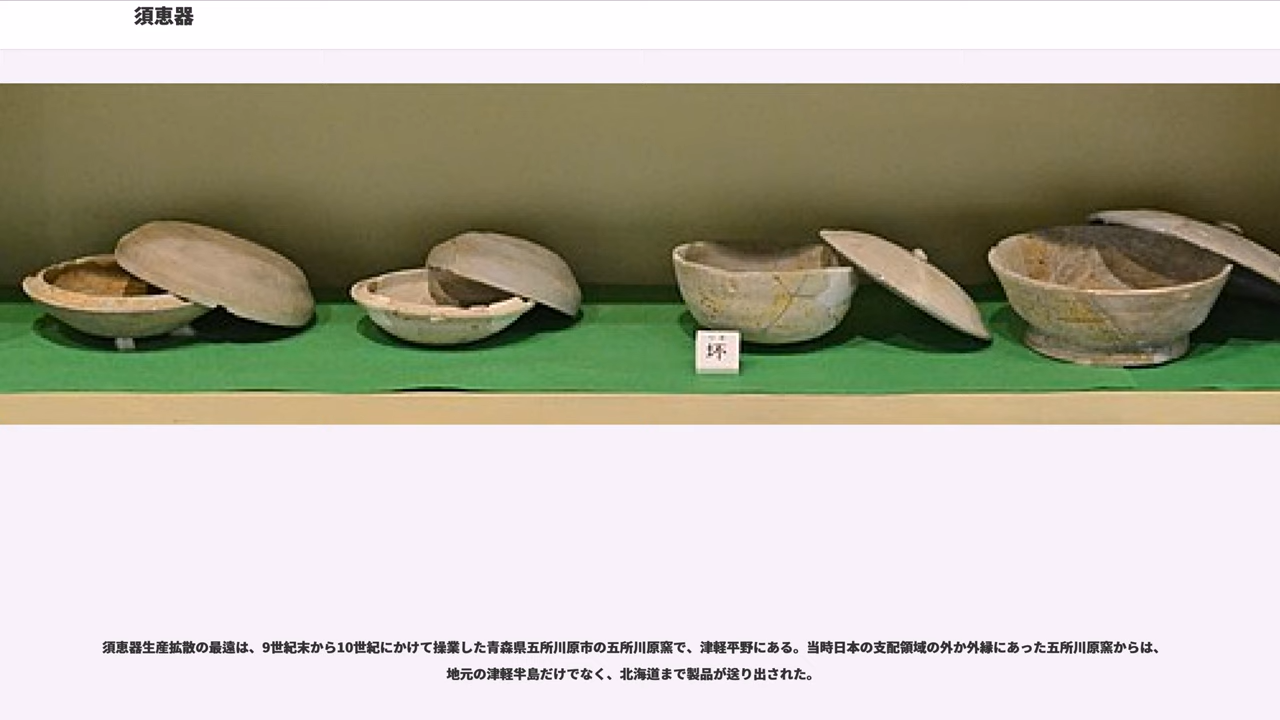 須恵器
坏
須恵器生産拡散の最遠は、9世紀末から10世紀にかけて操業した青森県五所川原市の五所川原窯で、津軽平野にある。当時日本の支配領域の外か外縁にあった五所川原窯からは、
地元の津軽半島だけでなく、北海道まで製品が送り出された。